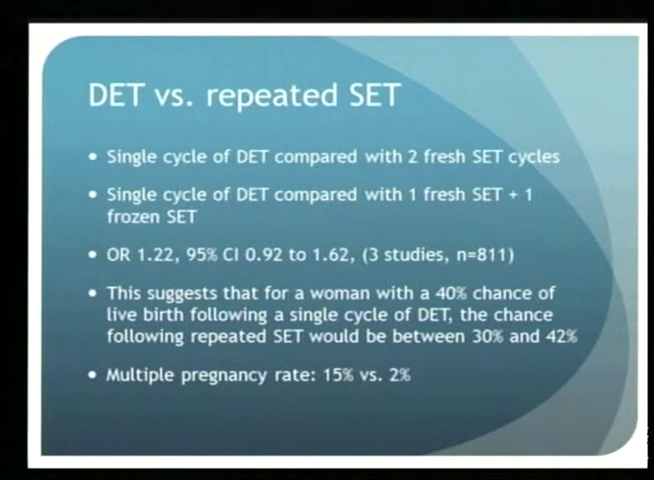 DET vs. repeated SET
• Single cycle of DET compared with 2 fresh SET cycles
• Single cycle of DET compared with 1 fresh SET + 1
frozen SET
• OR 1.22, 95% CI 0.92 to 1.62, (3 studies, n=811)
• This suggests that for a woman with a 40% chance of
live birth following a single cycle of DET, the chance
following repeated SET would be between 30% and 42%
• Multiple pregnancy rate: 15% vs. 2%